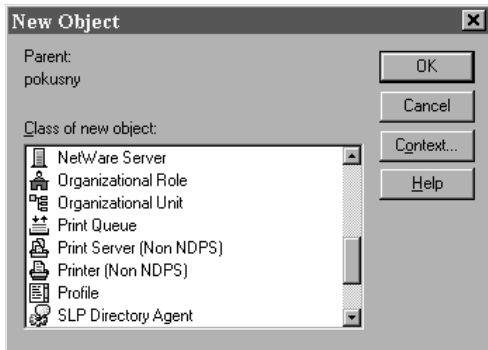 New Object
Parent:
pokusny
Class of new object:
NetWare Server
Organizational Role
Organizational Unit
Print Queue
Print Server (Non NDPS)
Printer (Non NDPS)
Profile
SLP Directory Agent
OK
Cancel
Context...
Help